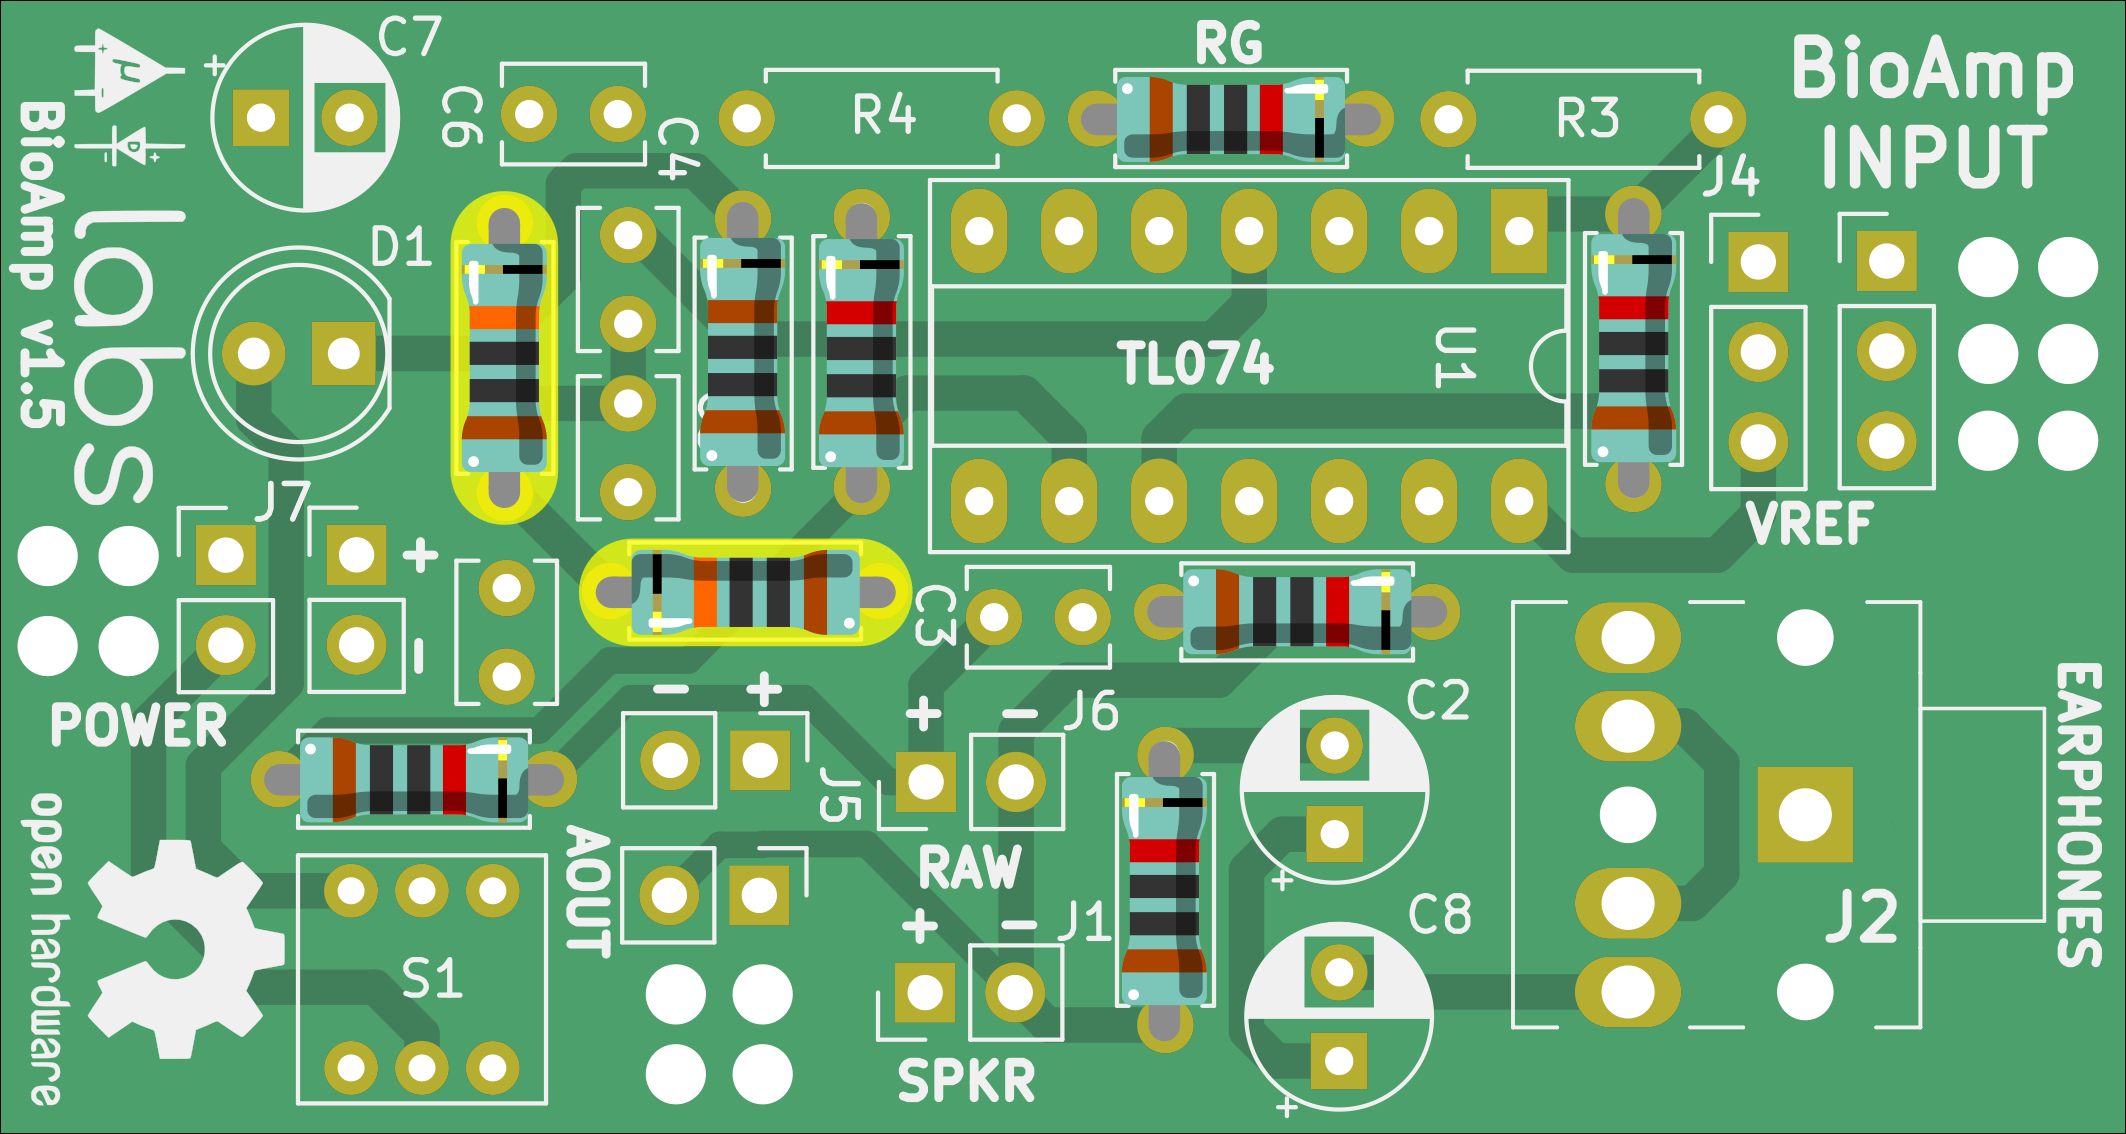 C7
RG
BioAmp
INPUT
C6
C4
R4
R3
J4
μ
D
labs
BioAmp v1.5
D1
TL074
U1
VREF
J7
+
-
POWER
C3
- +
+ -
J6
C2
J5
RAW
AOUT
+ -
J1
C8
SPKR
S1
J2
EARPHONES
open hardware